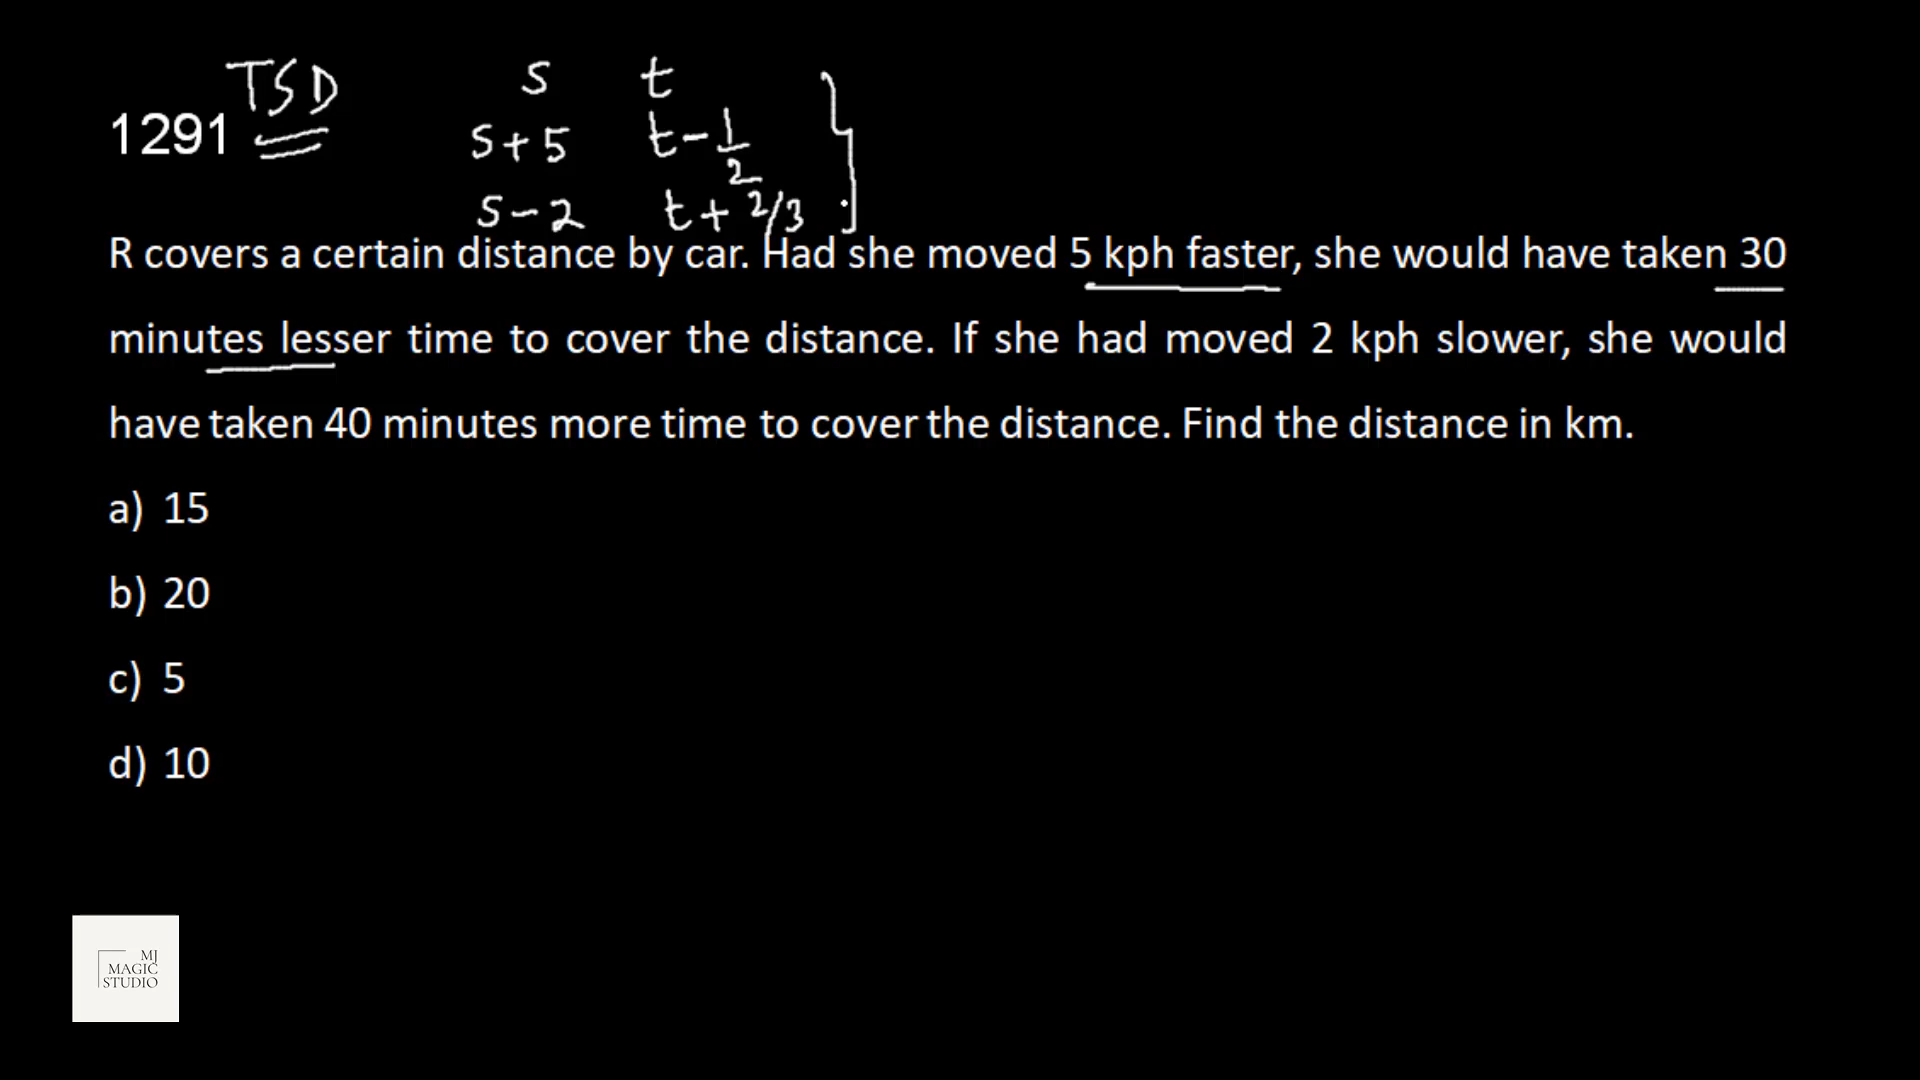 TSD
1291
s t
s+5 t-1/2
s-2 t+2/3
R covers a certain distance by car. Had she moved 5 kph faster, she would have taken 30
minutes lesser time to cover the distance. If she had moved 2 kph slower, she would
have taken 40 minutes more time to cover the distance. Find the distance in km.
a) 15
b) 20
c) 5
d) 10
MJ
MAGIC
STUDIO